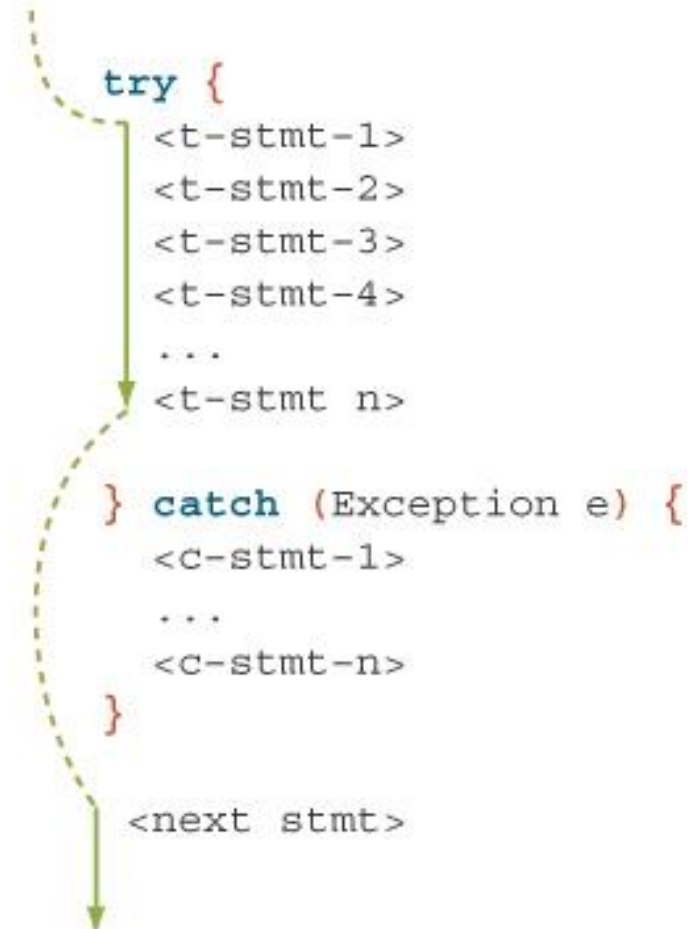 try {
<t-stmt-1>
<t-stmt-2>
<t-stmt-3>
<t-stmt-4>
...
<t-stmt n>
} catch (Exception e) {
<c-stmt-1>
...
<c-stmt-n>
}
<next stmt>